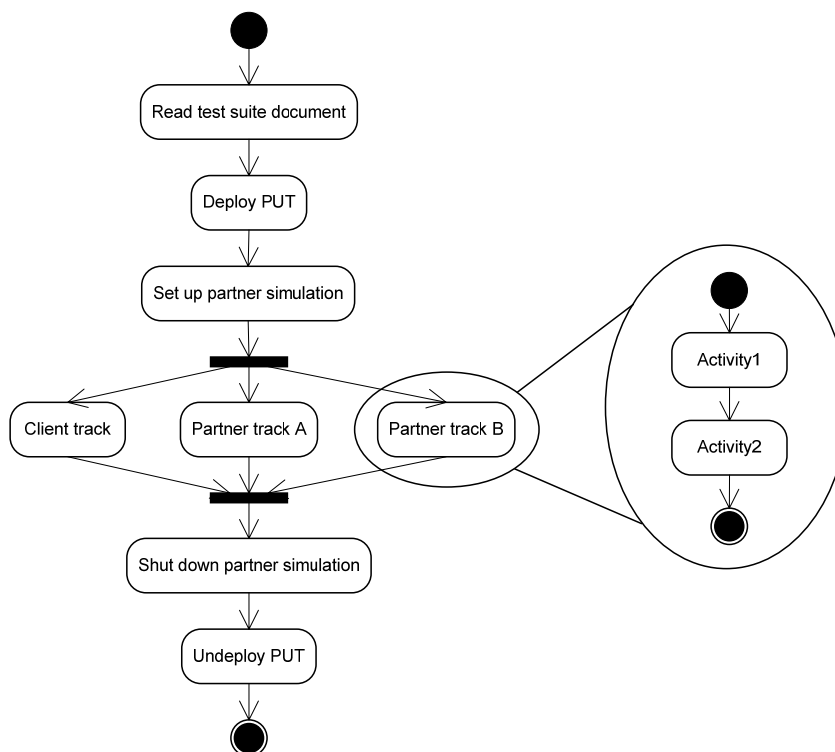 Read test suite document
Deploy PUT
Set up partner simulation
Client track
Partner track A
Partner track B
Shut down partner simulation
Undeploy PUT
Activity1
Activity2